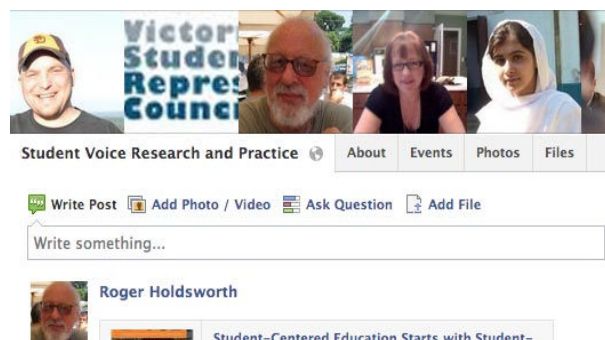 Victor
Studen
Repres
Counci
Student Voice Research and Practice About Events Photos Files
Write Post Add Photo / Video Ask Question Add File
Write something...
Roger Holdsworth
Student-Centered Education Starts with Student-